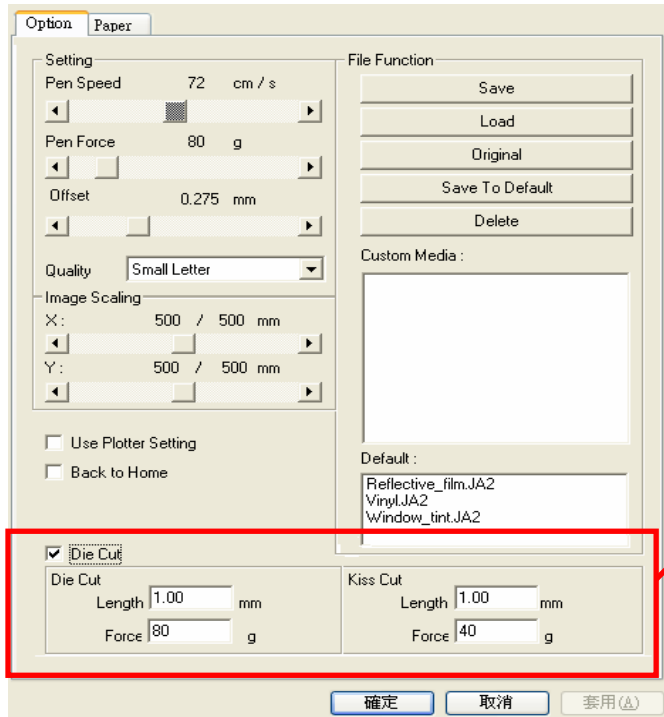 Option Paper
Setting
Pen Speed 72 cm / s
Pen Force 80 g
Offset 0.275 mm
Quality Small Letter
Image Scaling
X : 500 / 500 mm
Y : 500 / 500 mm
Use Plotter Setting
Back to Home
File Function
Save
Load
Original
Save To Default
Delete
Custom Media :
Default :
Reflective_film.JA2
Vinyl.JA2
Window_tint.JA2
Die Cut
Die Cut
Length 1.00 mm
Force 80 g
Kiss Cut
Length 1.00 mm
Force 40 g
確定 取消 套用(A)